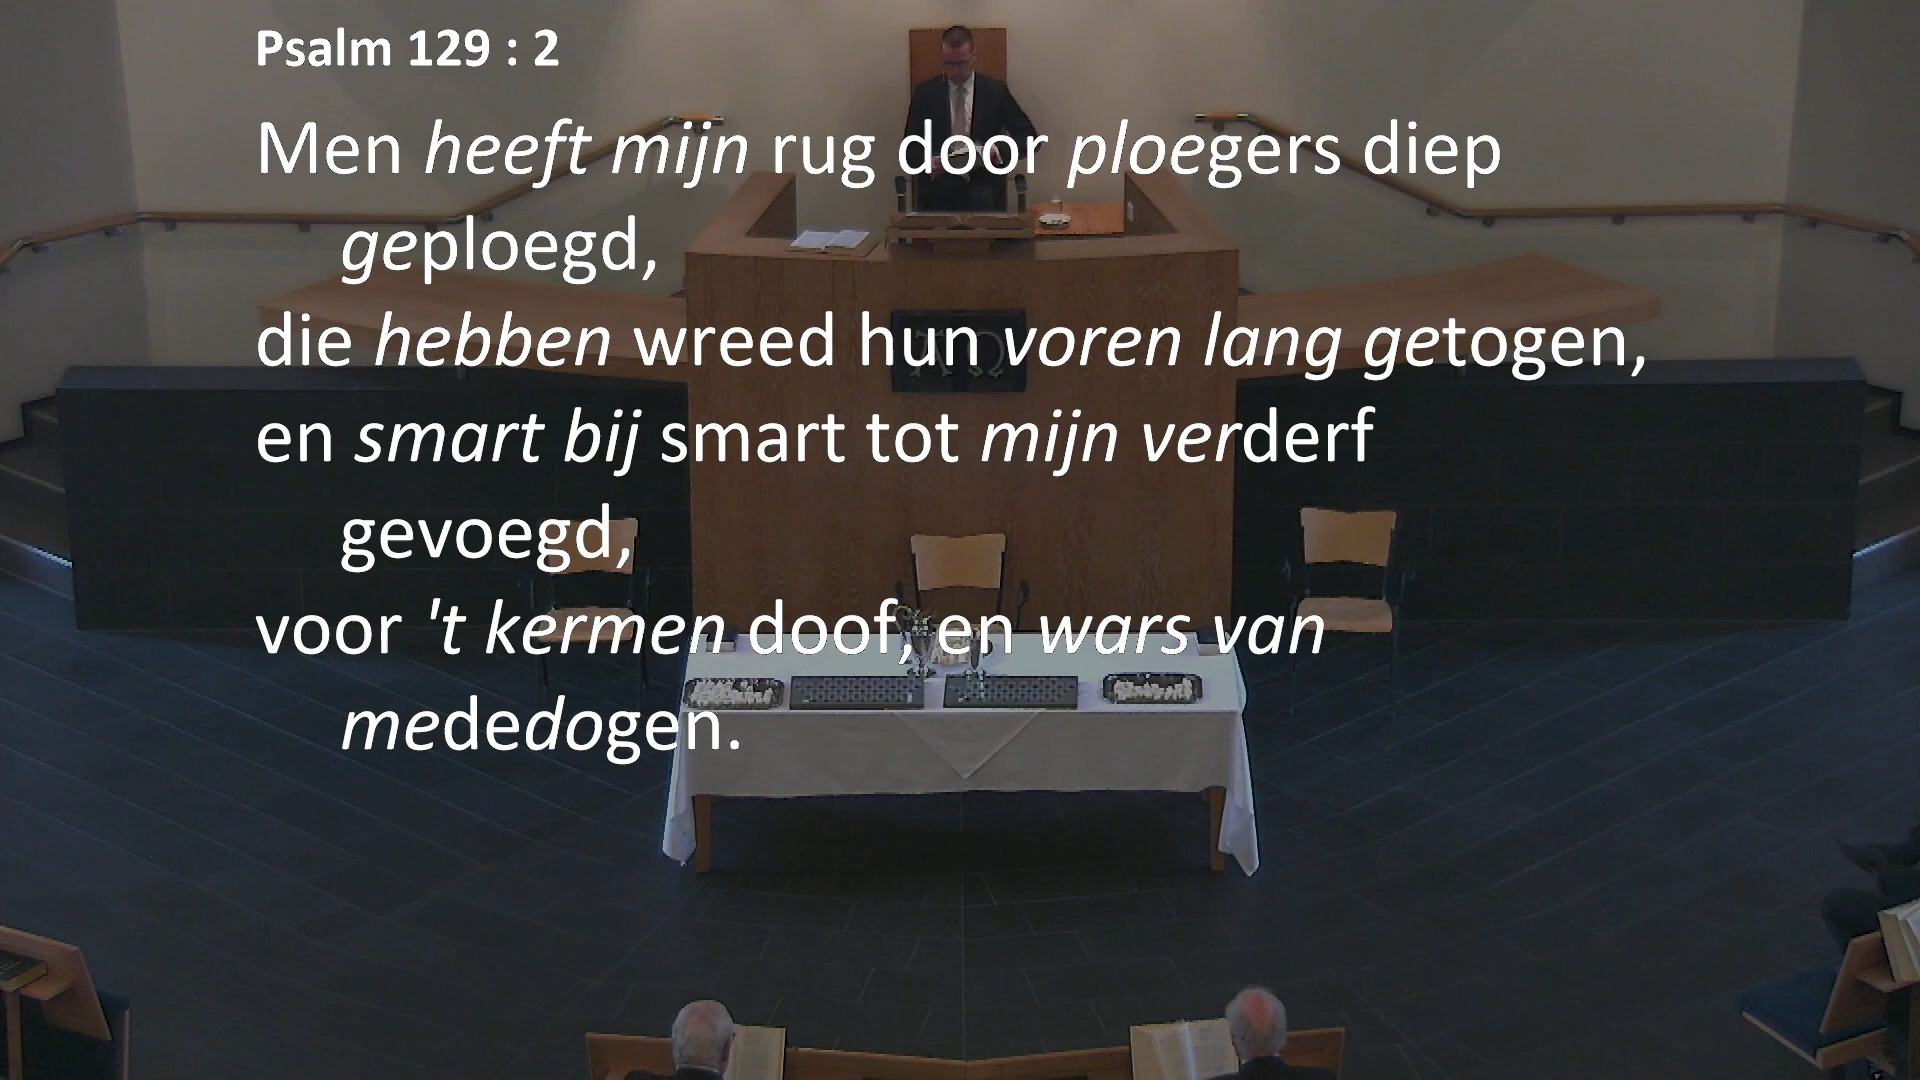 Psalm 129 : 2
Men heeft mijn rug door ploegers diep
geploegd,
die hebben wreed hun voren lang getogen,
en smart bij smart tot mijn verderf
gevoegd,
voor 't kermen doof, en wars van
mededogen.
ΑΩ